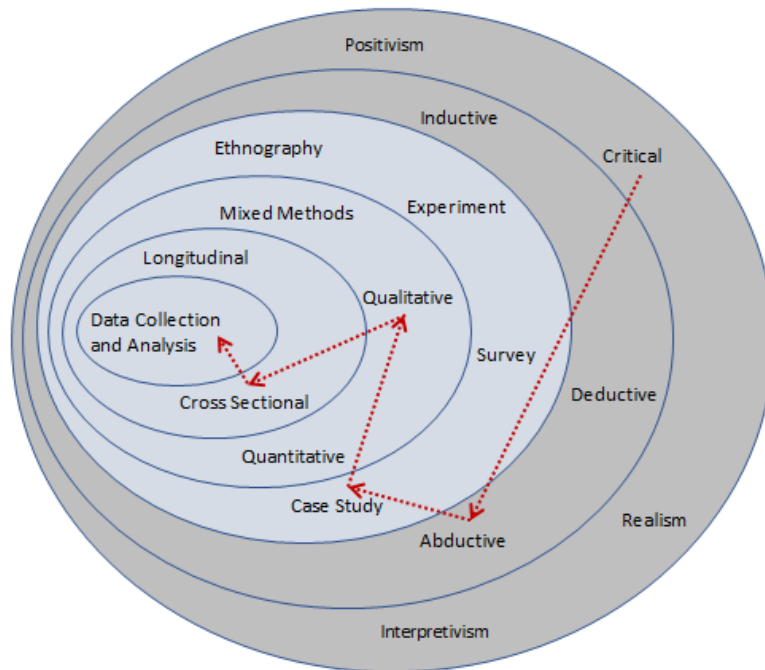 Positivism
Inductive
Ethnography
Critical
Experiment
Mixed Methods
Longitudinal
Qualitative
Data Collection
and Analysis
Survey
Deductive
Cross Sectional
Quantitative
Case Study
Realism
Abductive
Interpretivism